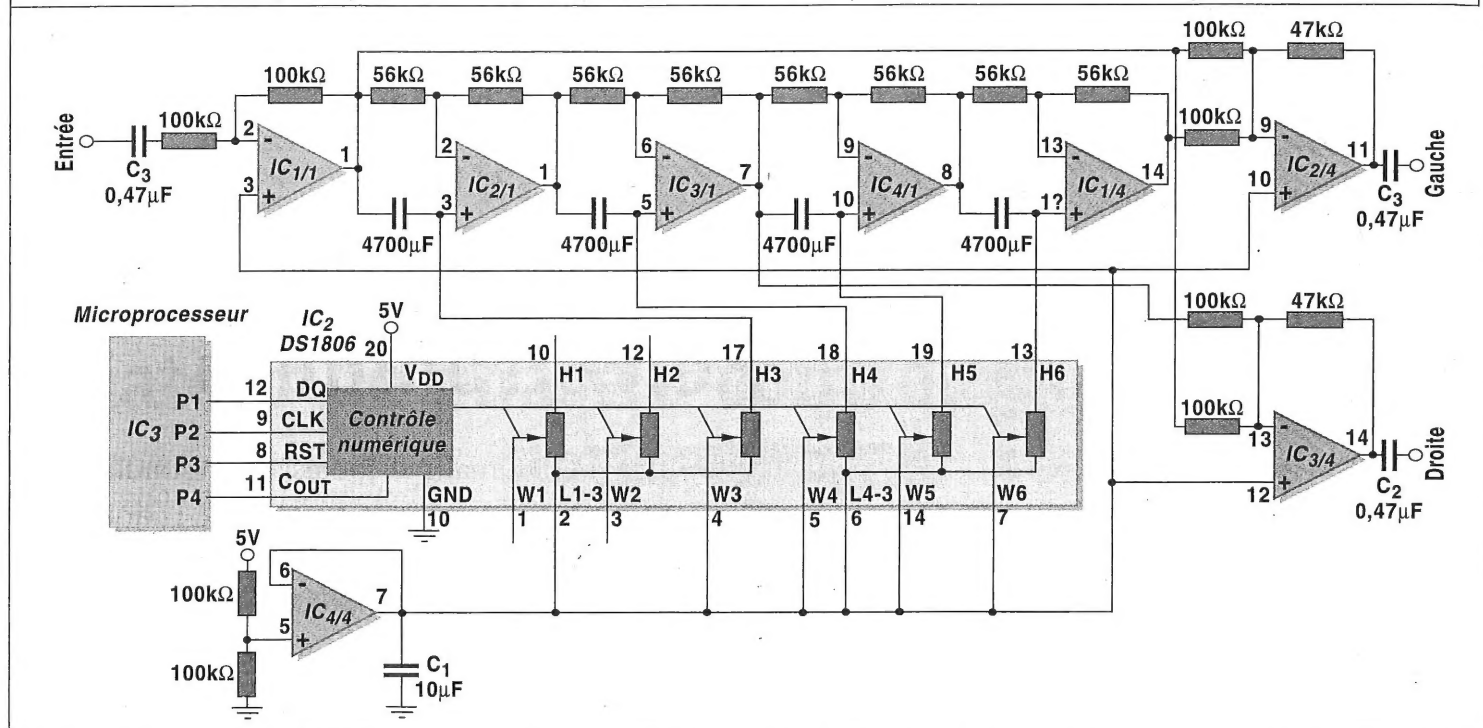 100kΩ 47kΩ
100kΩ 56kΩ 56kΩ 56kΩ 56kΩ 56kΩ 56kΩ 56kΩ 56kΩ
Entrée
C3
0,47µF
100kΩ
2 - IC1/1 3 + 1
2 - IC2/1 3 + 1
6 - IC3/1 5 + 7
9 - IC4/1 10 + 8
13 - IC1/4 1? + 14
100kΩ
9 - IC2/4 10 + 11
C3
0,47µF
Gauche
4700µF 4700µF 4700µF 4700µF
Microprocesseur
IC2
DS1806
5V
20
VDD
10 12 17 18 19 13
H1 H2 H3 H4 H5 H6
IC3
P1 12 DQ
P2 9 CLK
P3 8 RST
P4 11 COUT
Contrôle
numérique
GND
10
W1 L1-3 W2 W3 W4 L4-3 W5 W6
1 2 3 4 5 6 14 7
100kΩ 47kΩ
100kΩ
13 - IC3/4 12 + 14
C2
0,47µF
Droite
5V
100kΩ
100kΩ
6 - IC4/4 5 + 7
C1
10µF